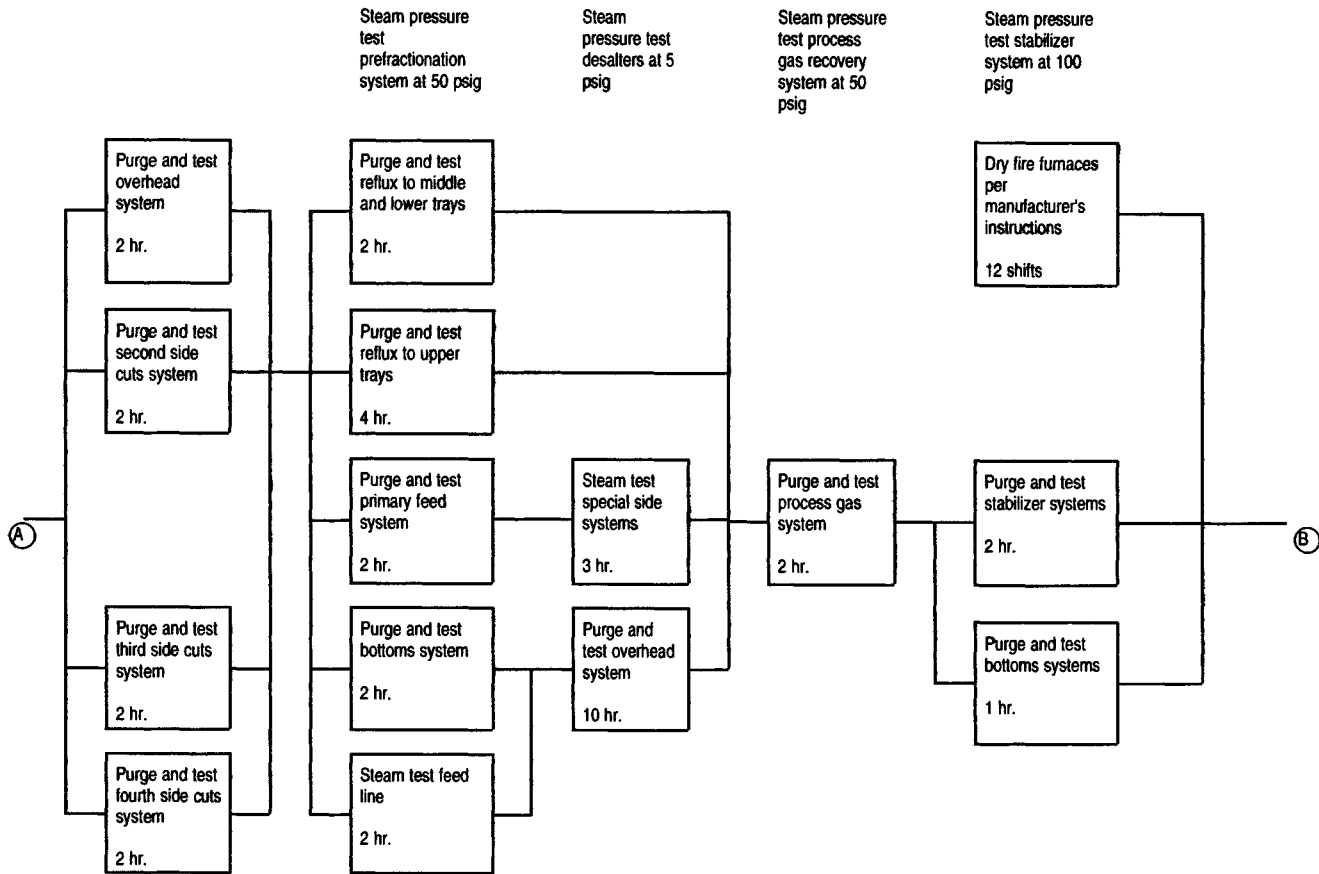 Steam pressure
test
prefractionation
system at 50 psig
Steam
pressure test
desalters at 5
psig
Steam pressure
test process
gas recovery
system at 50
psig
Steam pressure
test stabilizer
system at 100
psig
Purge and test
overhead
system
2 hr.
Purge and test
reflux to middle
and lower trays
2 hr.
Dry fire furnaces
per
manufacturer's
instructions
12 shifts
Purge and test
second side
cuts system
2 hr.
Purge and test
reflux to upper
trays
4 hr.
A
Purge and test
primary feed
system
2 hr.
Steam test
special side
systems
3 hr.
Purge and test
process gas
system
2 hr.
Purge and test
stabilizer systems
2 hr.
B
Purge and test
third side cuts
system
2 hr.
Purge and test
bottoms system
2 hr.
Purge and
test overhead
system
10 hr.
Purge and test
bottoms systems
1 hr.
Purge and test
fourth side cuts
system
2 hr.
Steam test feed
line
2 hr.